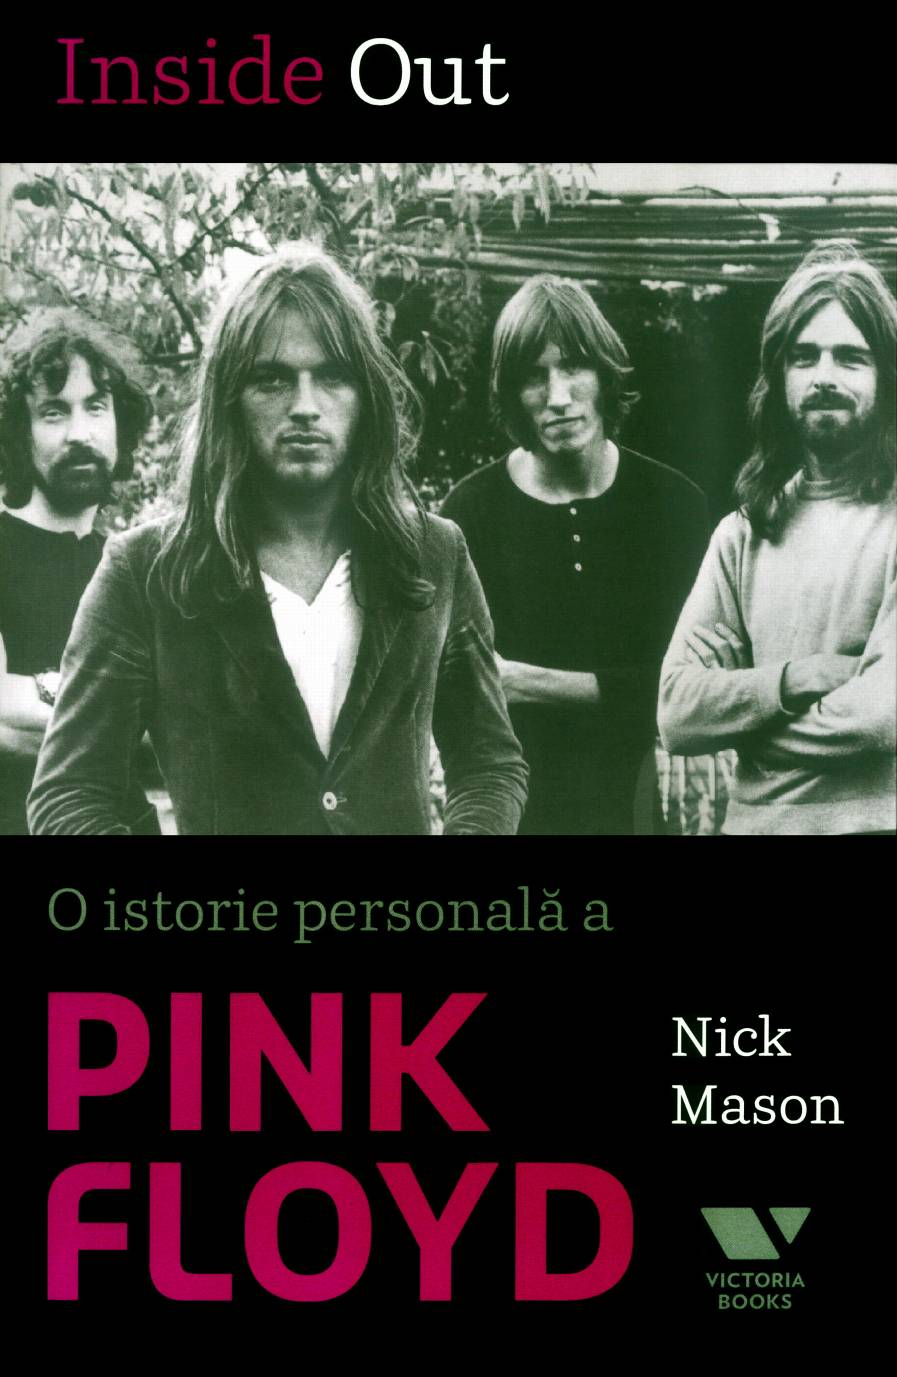 Inside Out
O istorie personală a
PINK
FLOYD
Nick
Mason
VICTORIA
BOOKS